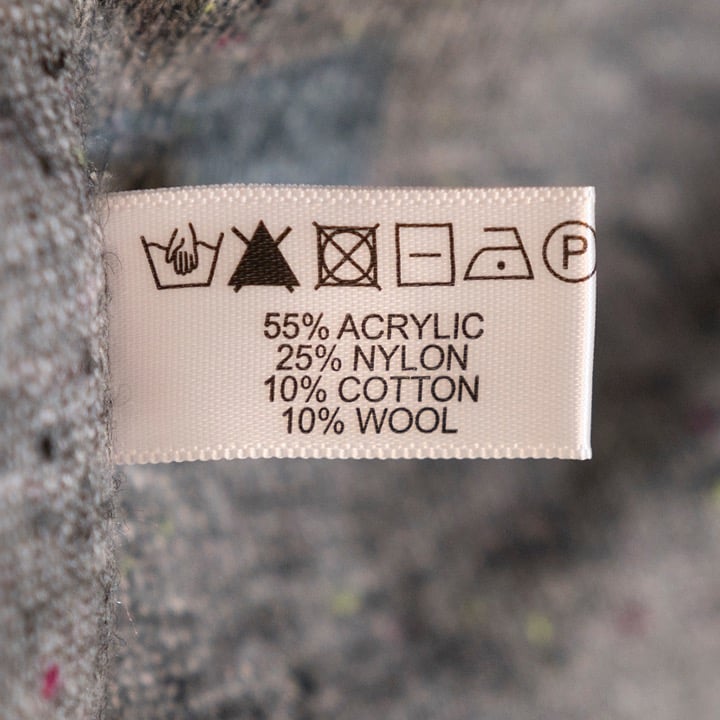 P
55% ACRYLIC
25% NYLON
10% COTTON
10% WOOL